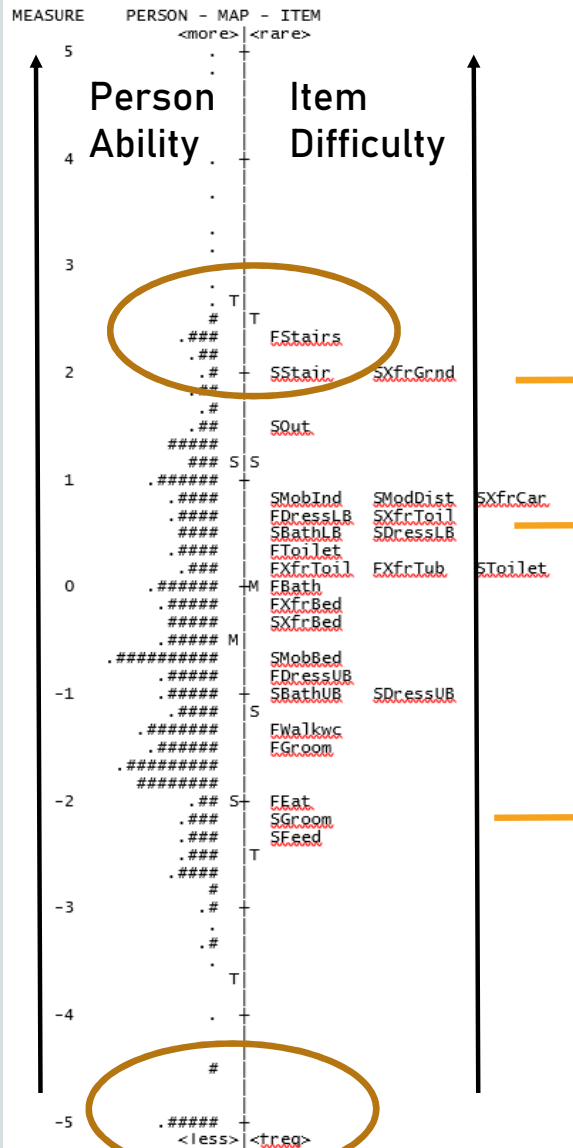 MEASURE PERSON - MAP - ITEM
<more>|<rare>
5 . +
.
Person Item
Ability Difficulty
4 . +
.
.
.
3 +
.
. T
# T
.### FStairs
.##
2 .# + SStair SXfrGrnd
.##
.#
.## SOut
#####
### S S
1 .###### +
.#### SMobInd SModDist SXfrCar
.#### FDressLB SXfrToil
#### SBathLB SDressLB
.#### FToilet
.### FXfrToil FXfrTub SToilet
0 .###### +M FBath
.##### FXfrBed
##### SXfrBed
.##### M
.########## SMobBed
.##### FDressUB
-1 .##### + SBathUB SDressUB
.#### S
.####### FWalkwc
.###### FGroom
.#########
########
-2 .## S+ FEat
.### SGroom
.### SFeed
.### T
.####
#
-3 .# +
.
.#
.
T
-4 . +
#
-5 .##### +
<less>|<freq>